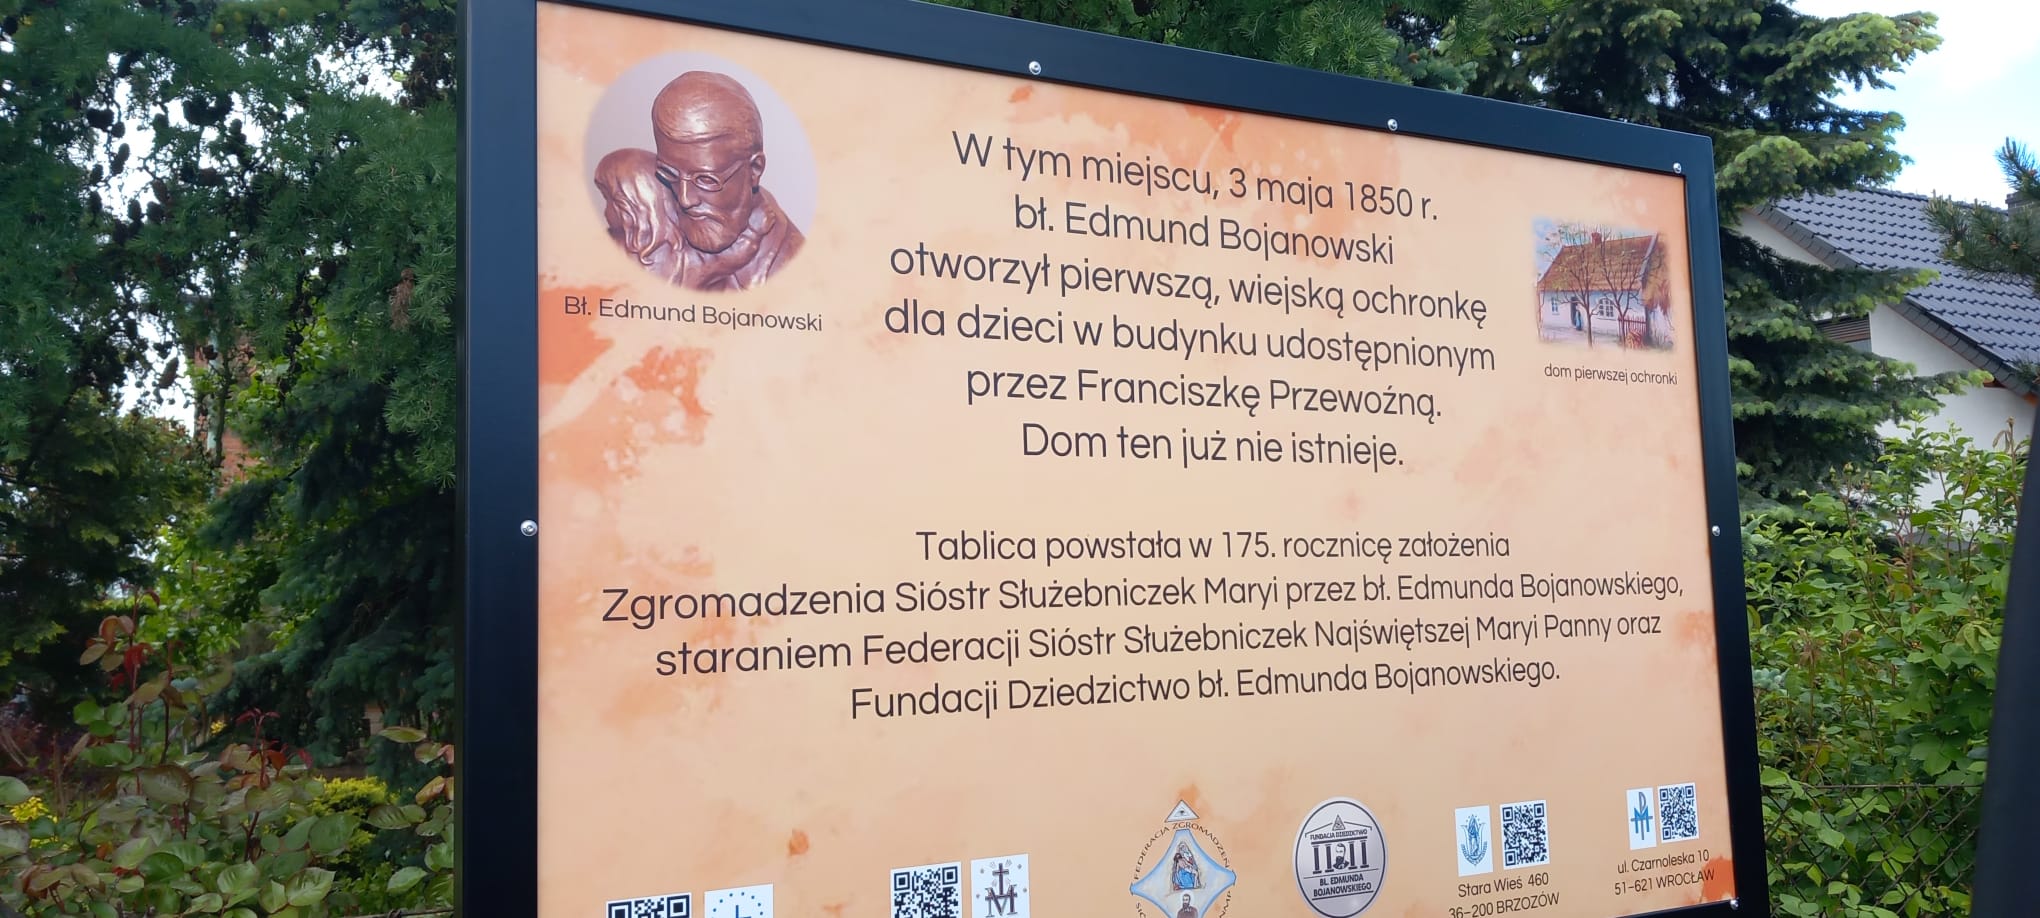 W tym miejscu, 3 maja 1850 r.
bł. Edmund Bojanowski
otworzył pierwszą, wiejską ochronkę
dla dzieci w budynku udostępnionym
przez Franciszkę Przewoźną.
Dom ten już nie istnieje.
Bł. Edmund Bojanowski
dom pierwszej ochronki
Tablica powstała w 175. rocznicę założenia
Zgromadzenia Sióstr Służebniczek Maryi przez bł. Edmunda Bojanowskiego,
staraniem Federacji Sióstr Służebniczek Najświętszej Maryi Panny oraz
Fundacji Dziedzictwo bł. Edmunda Bojanowskiego.
FEDERACJA ZGROMADZEŃ
FUNDACJA DZIEDZICTWO
BŁ. EDMUNDA
BOJANOWSKIEGO
Stara Wieś 460
36-200 BRZOZÓW
ul. Czarnoleska 10
51-621 WROCŁAW